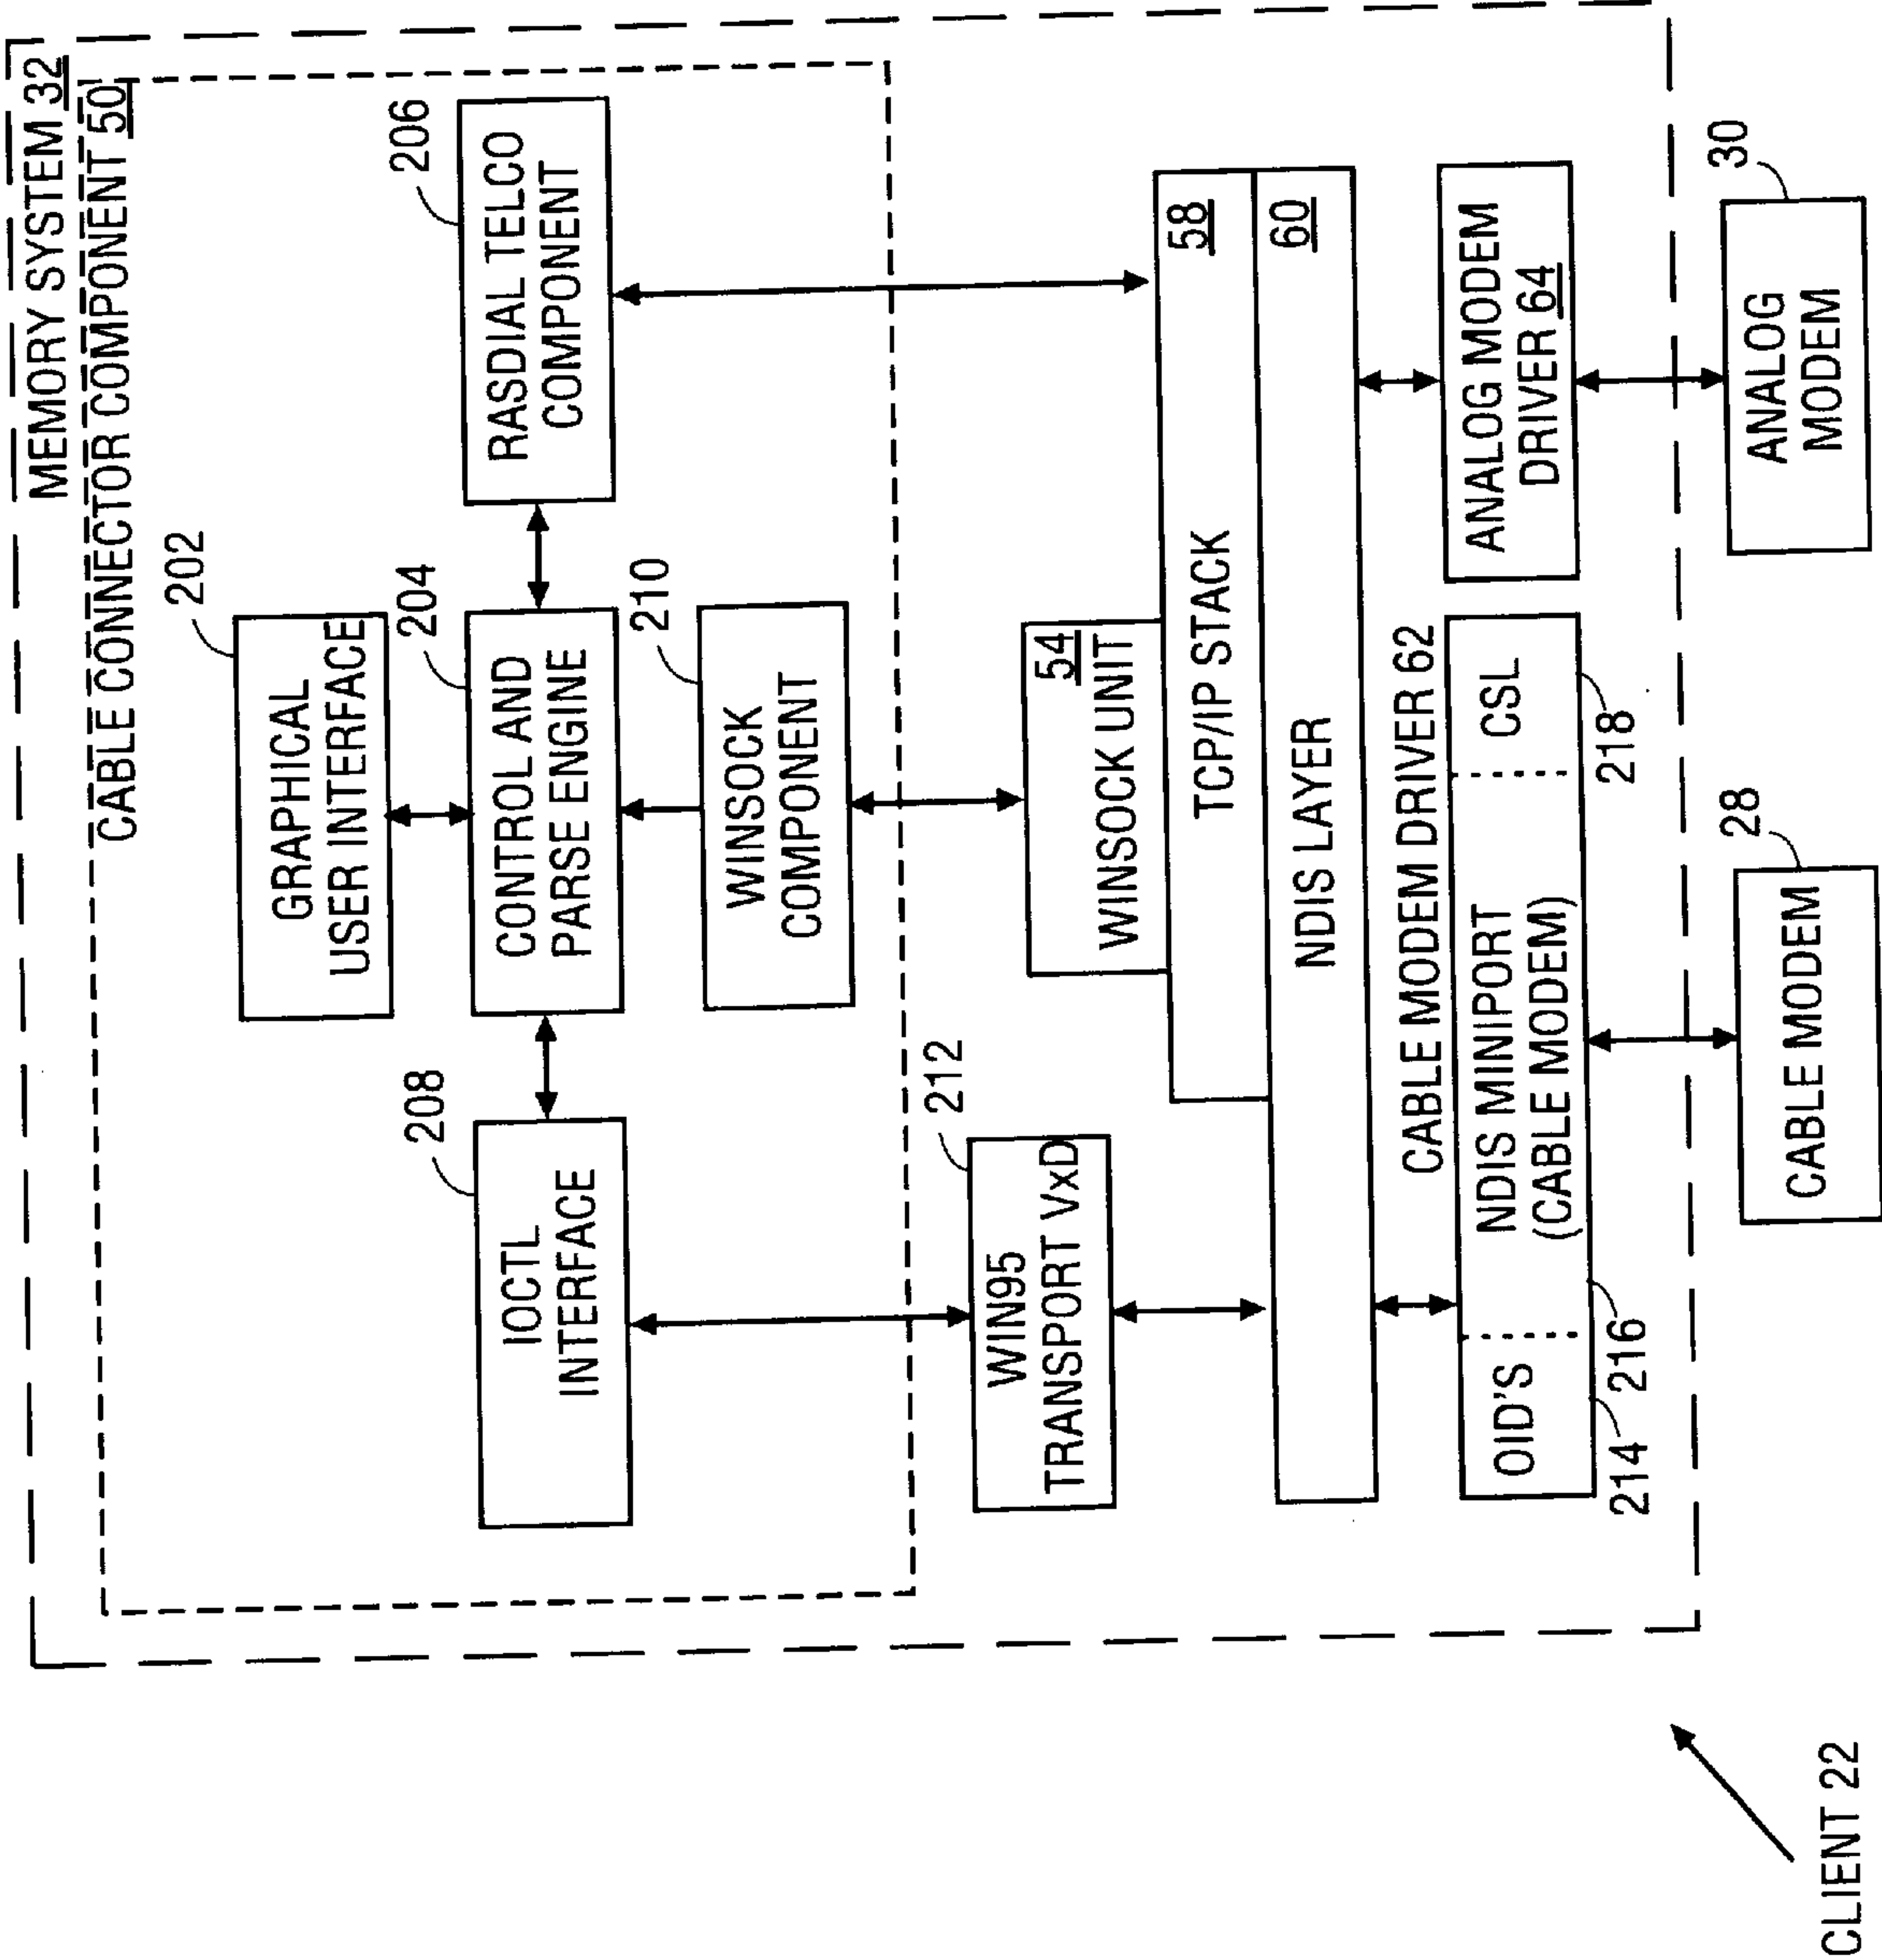 MEMORY SYSTEM 32
CABLE CONNECTOR COMPONENT 50
202
GRAPHICAL
USER INTERFACE
208
IOCTL
INTERFACE
204
CONTROL AND
PARSE ENGINE
206
RASDIAL TELCO
COMPONENT
210
WINSOCK
COMPONENT
212
WIN95
TRANSPORT VxD
54
WINSOCK UNIT
TCP/IP STACK
58
NDIS LAYER
60
CABLE MODEM DRIVER 62
OID'S
NDIS MINIPORT
(CABLE MODEM)
CSL
ANALOG MODEM
DRIVER 64
214
216
218
28
CABLE MODEM
30
ANALOG
MODEM
CLIENT 22